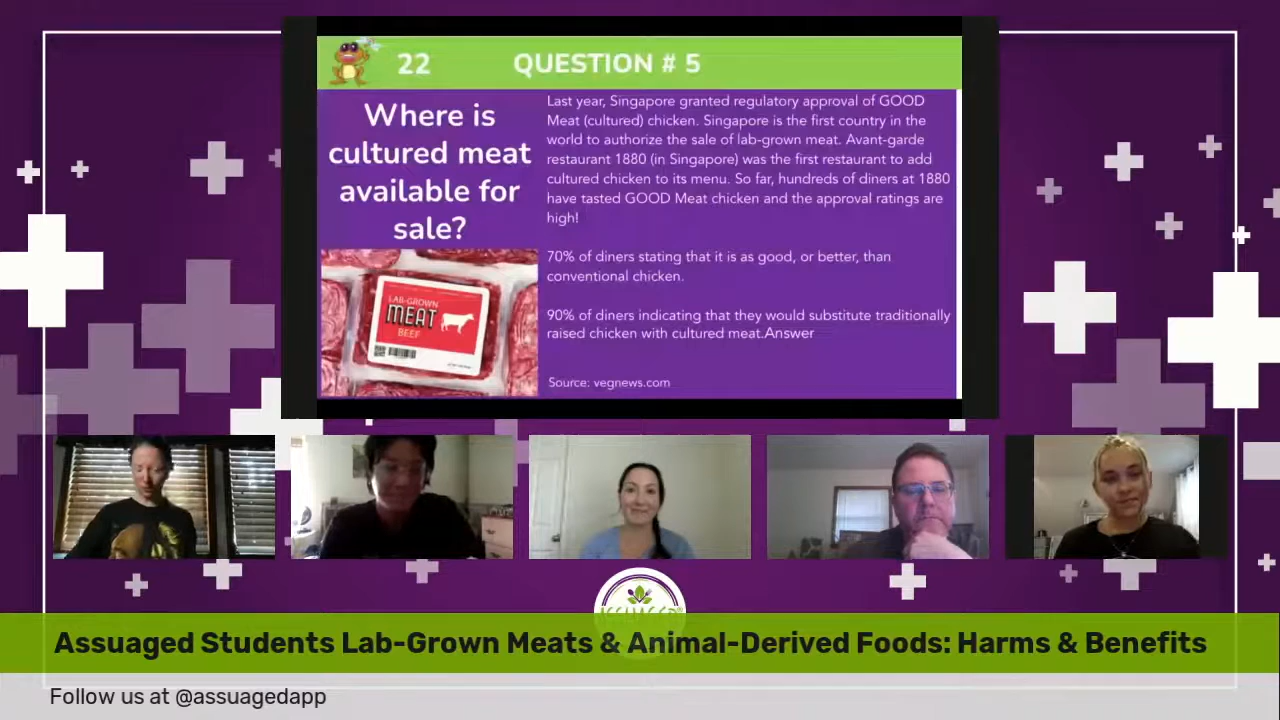 22
QUESTION # 5
Where is
cultured meat
available for
sale?
Last year, Singapore granted regulatory approval of GOOD
Meat (cultured) chicken. Singapore is the first country in the
world to authorize the sale of lab-grown meat. Avant-garde
restaurant 1880 (in Singapore) was the first restaurant to add
cultured chicken to its menu. So far, hundreds of diners at 1880
have tasted GOOD Meat chicken and the approval ratings are
high!
70% of diners stating that it is as good, or better, than
conventional chicken.
90% of diners indicating that they would substitute traditionally
raised chicken with cultured meat.Answer
Source: vegnews.com
LAB-GROWN
MEAT
BEEF
ASSUAGED
Assuaged Students Lab-Grown Meats & Animal-Derived Foods: Harms & Benefits
Follow us at @assuagedapp